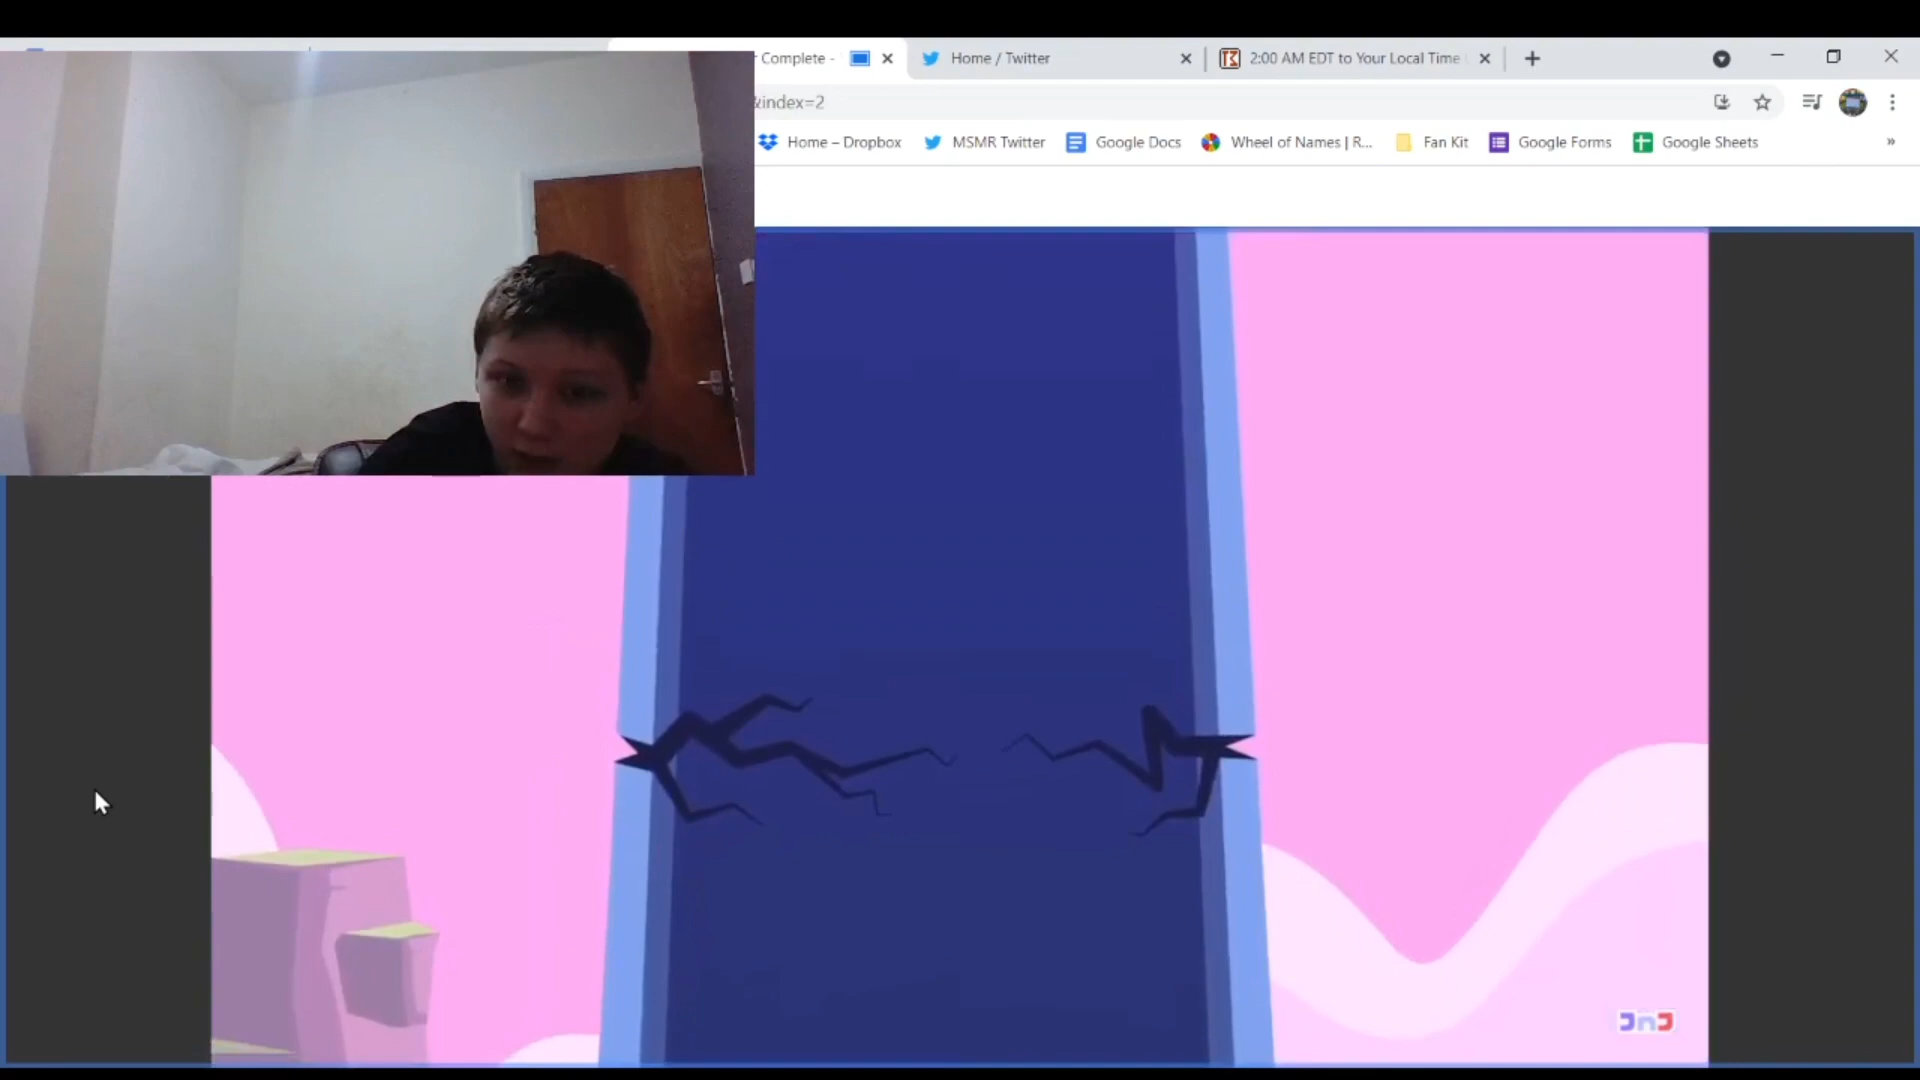 r Complete -
Home / Twitter
2:00 AM EDT to Your Local Time
&index=2
Home – Dropbox
MSMR Twitter
Google Docs
Wheel of Names | R...
Fan Kit
Google Forms
Google Sheets
»
JnJ